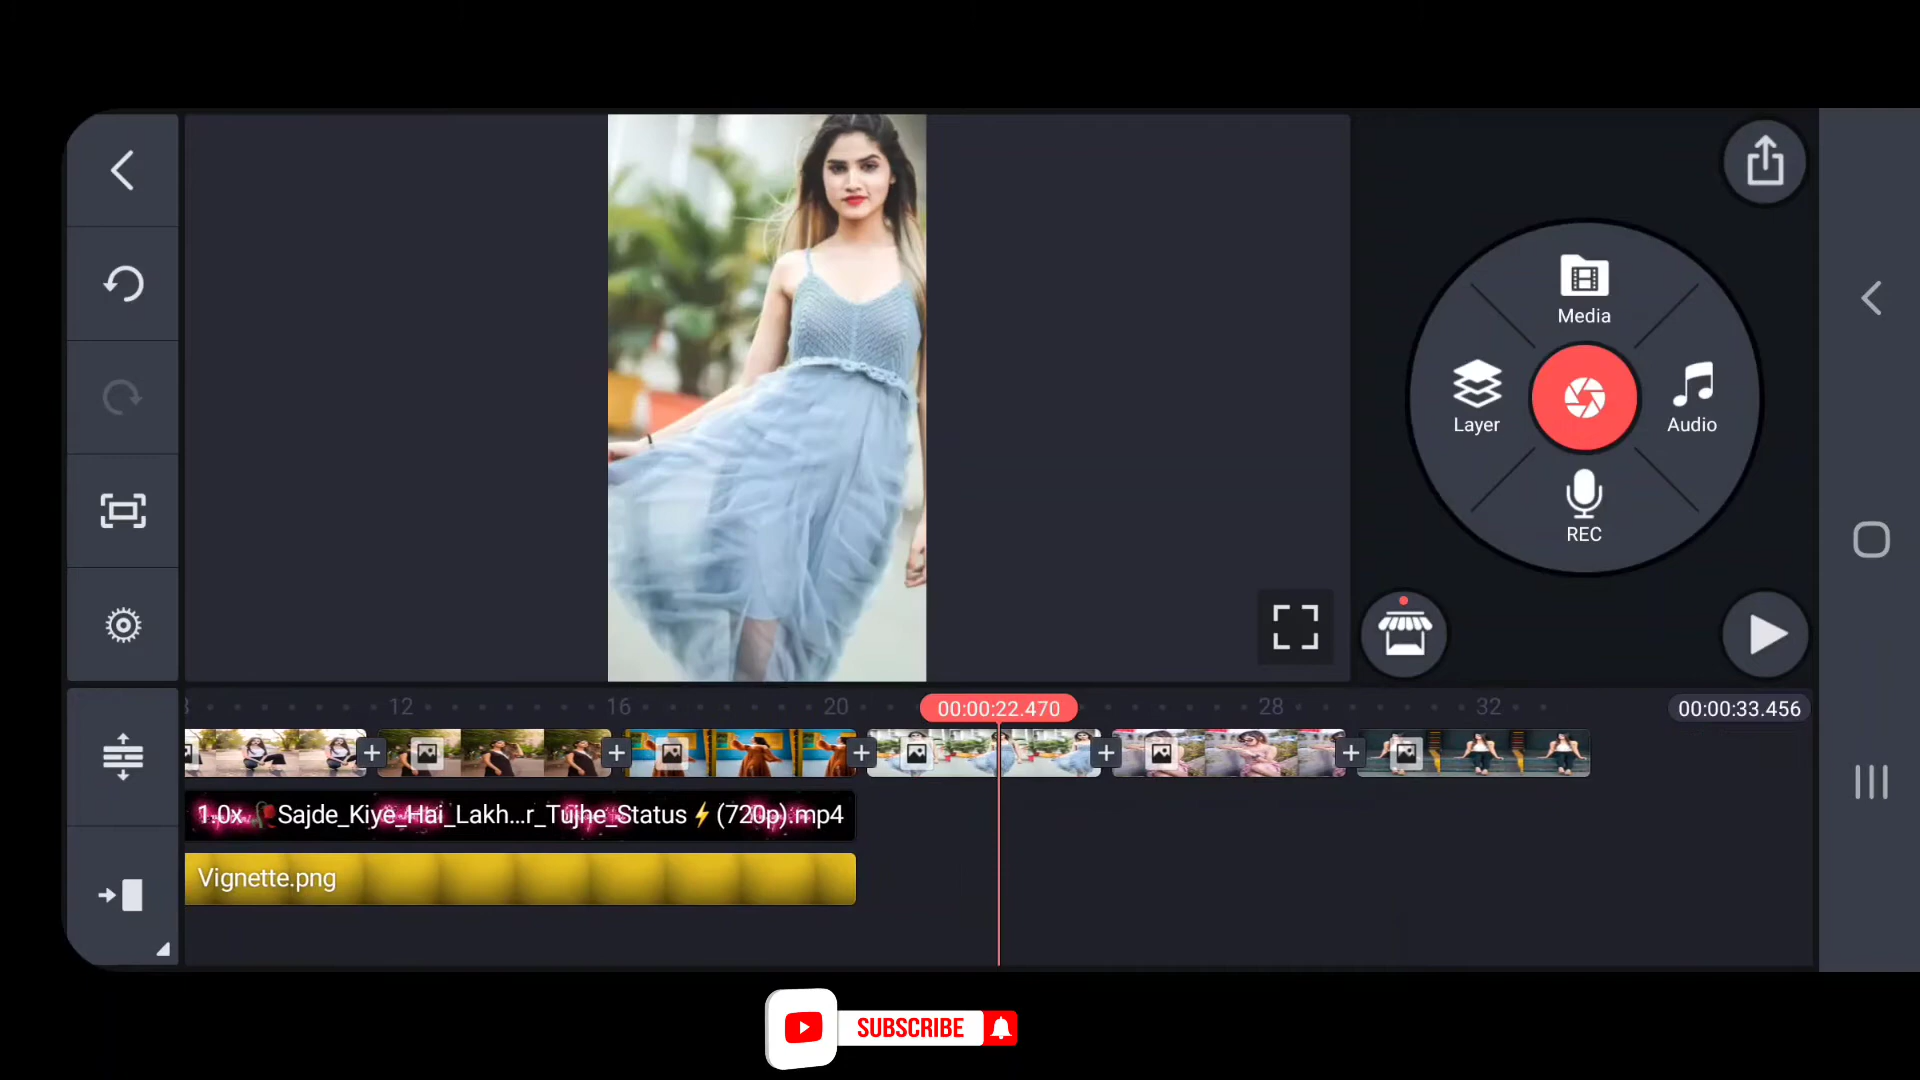 Media
Layer
Audio
REC
12
16
20
00:00:22.470
28
32
00:00:33.456
1.0x 🥀Sajde_Kiye_Hai_Lakh...r_Tujhe_Status⚡(720p).mp4
Vignette.png
SUBSCRIBE